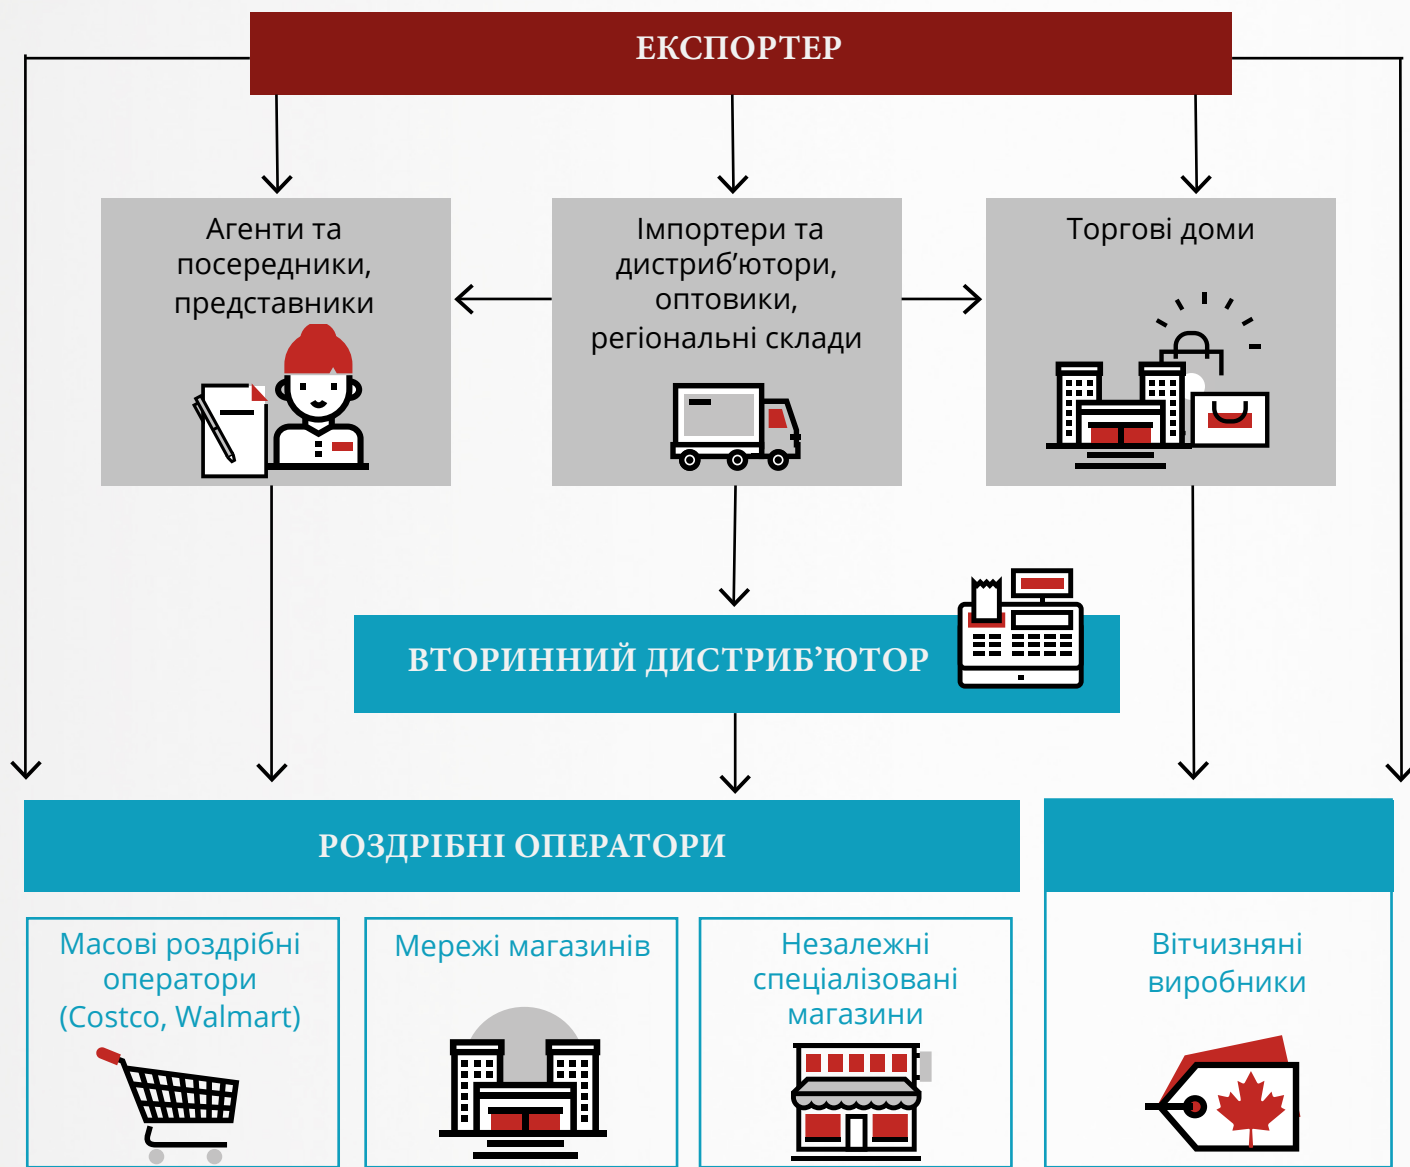 ЕКСПОРТЕР
Агенти та
посередники,
представники
Імпортери та
дистриб’ютори,
оптовики,
регіональні склади
Торгові доми
ВТОРИННИЙ ДИСТРИБ’ЮТОР
РОЗДРІБНІ ОПЕРАТОРИ
Масові роздрібні
оператори
(Costco, Walmart)
Мережі магазинів
Незалежні
спеціалізовані
магазини
Вітчизняні
виробники